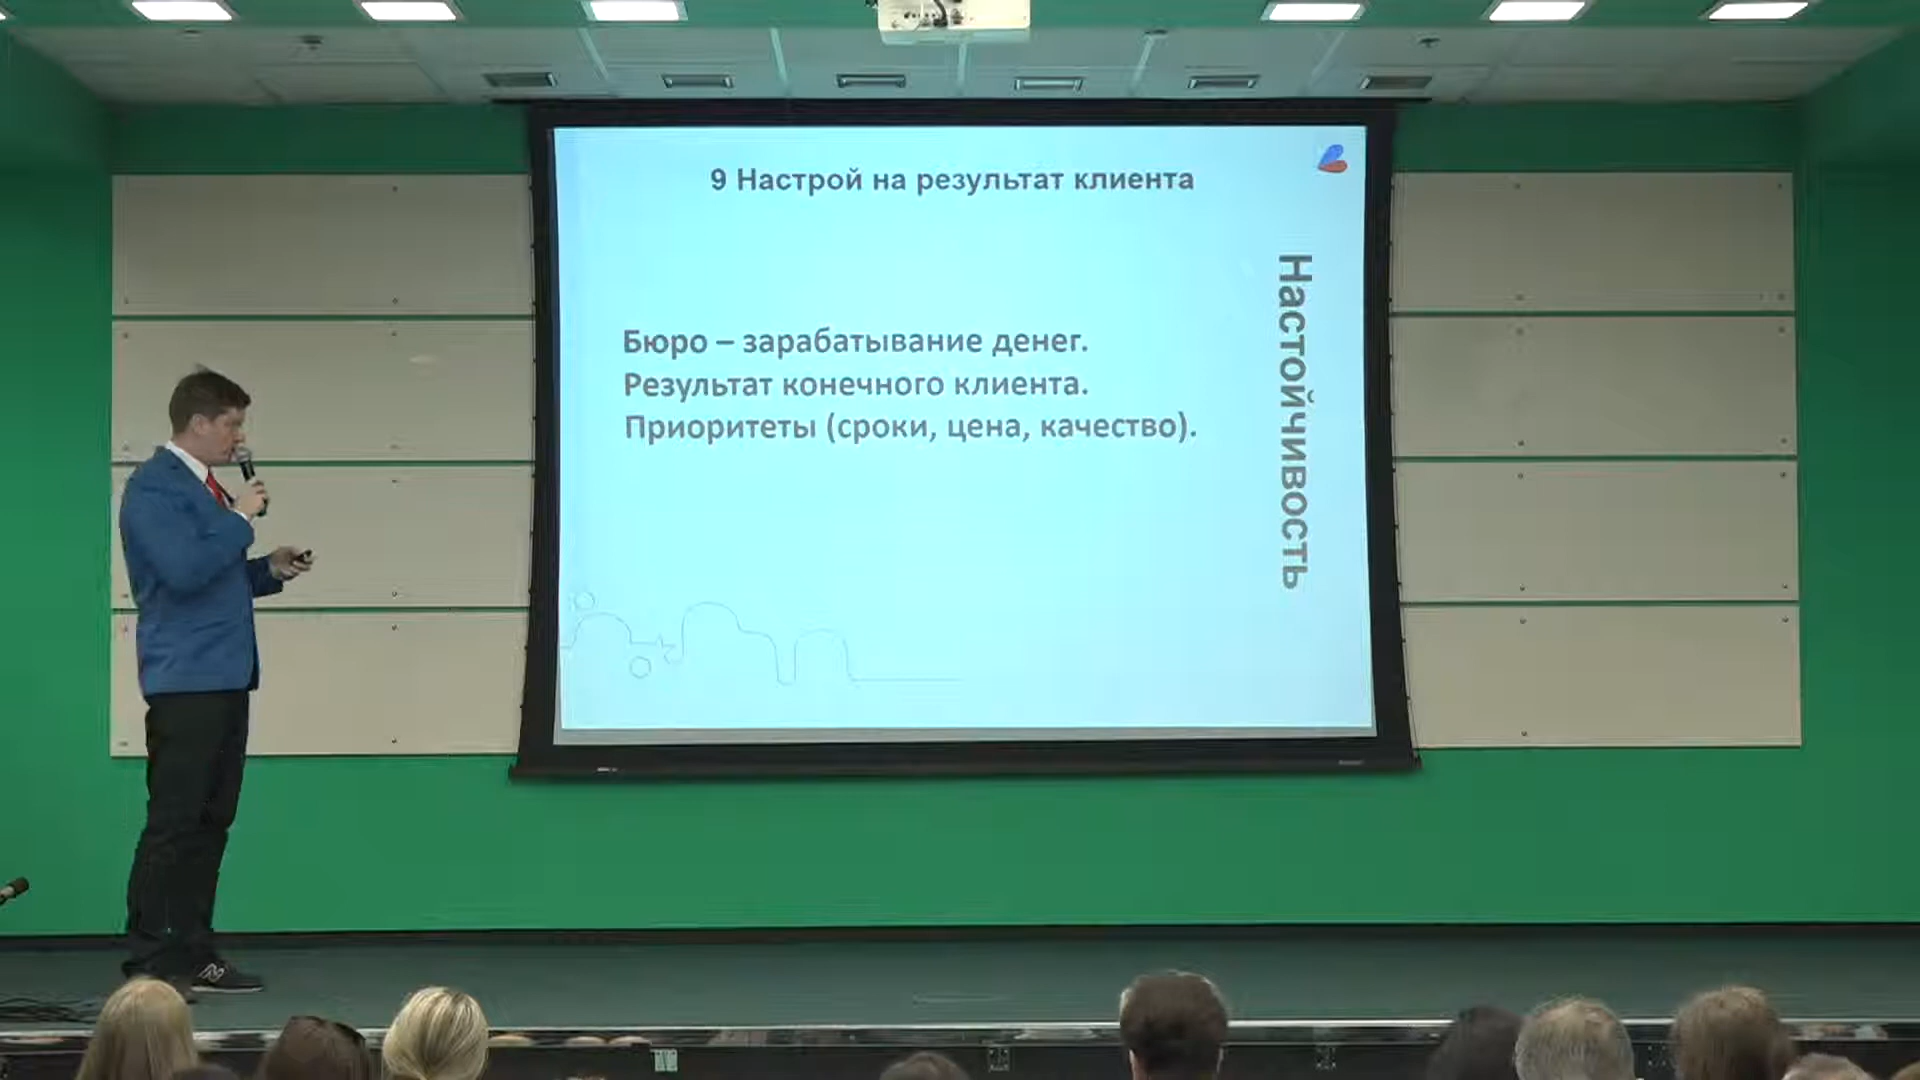 9 Настрой на результат клиента
Бюро – зарабатывание денег.
Результат конечного клиента.
Приоритеты (сроки, цена, качество).
Настойчивость